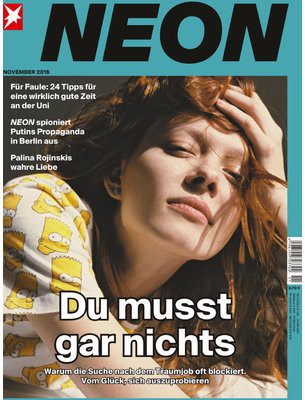 NEON
NOVEMBER 2016
Für Faule: 24 Tipps für
eine wirklich gute Zeit
an der Uni
NEON spioniert
Putins Propaganda
in Berlin aus
Palina Rojinskis
wahre Liebe
Du musst
gar nichts
Warum die Suche nach dem Traumjob oft blockiert.
Vom Glück, sich auszuprobieren